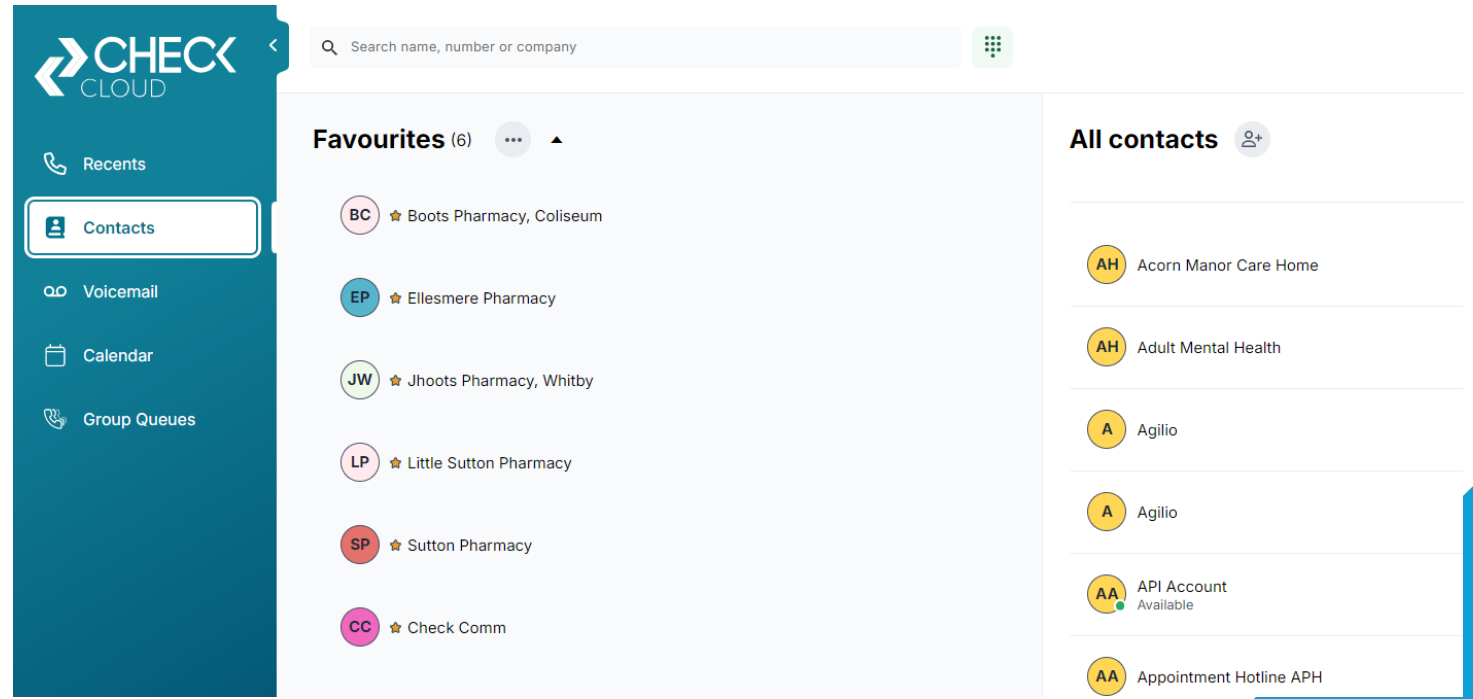 CHECK
CLOUD
Search name, number or company
Recents
Contacts
Voicemail
Calendar
Group Queues
Favourites (6)
BC Boots Pharmacy, Coliseum
EP Ellesmere Pharmacy
JW Jhoots Pharmacy, Whitby
LP Little Sutton Pharmacy
SP Sutton Pharmacy
CC Check Comm
All contacts
AH Acorn Manor Care Home
AH Adult Mental Health
A Agilio
A Agilio
AA API Account
Available
AA Appointment Hotline APH